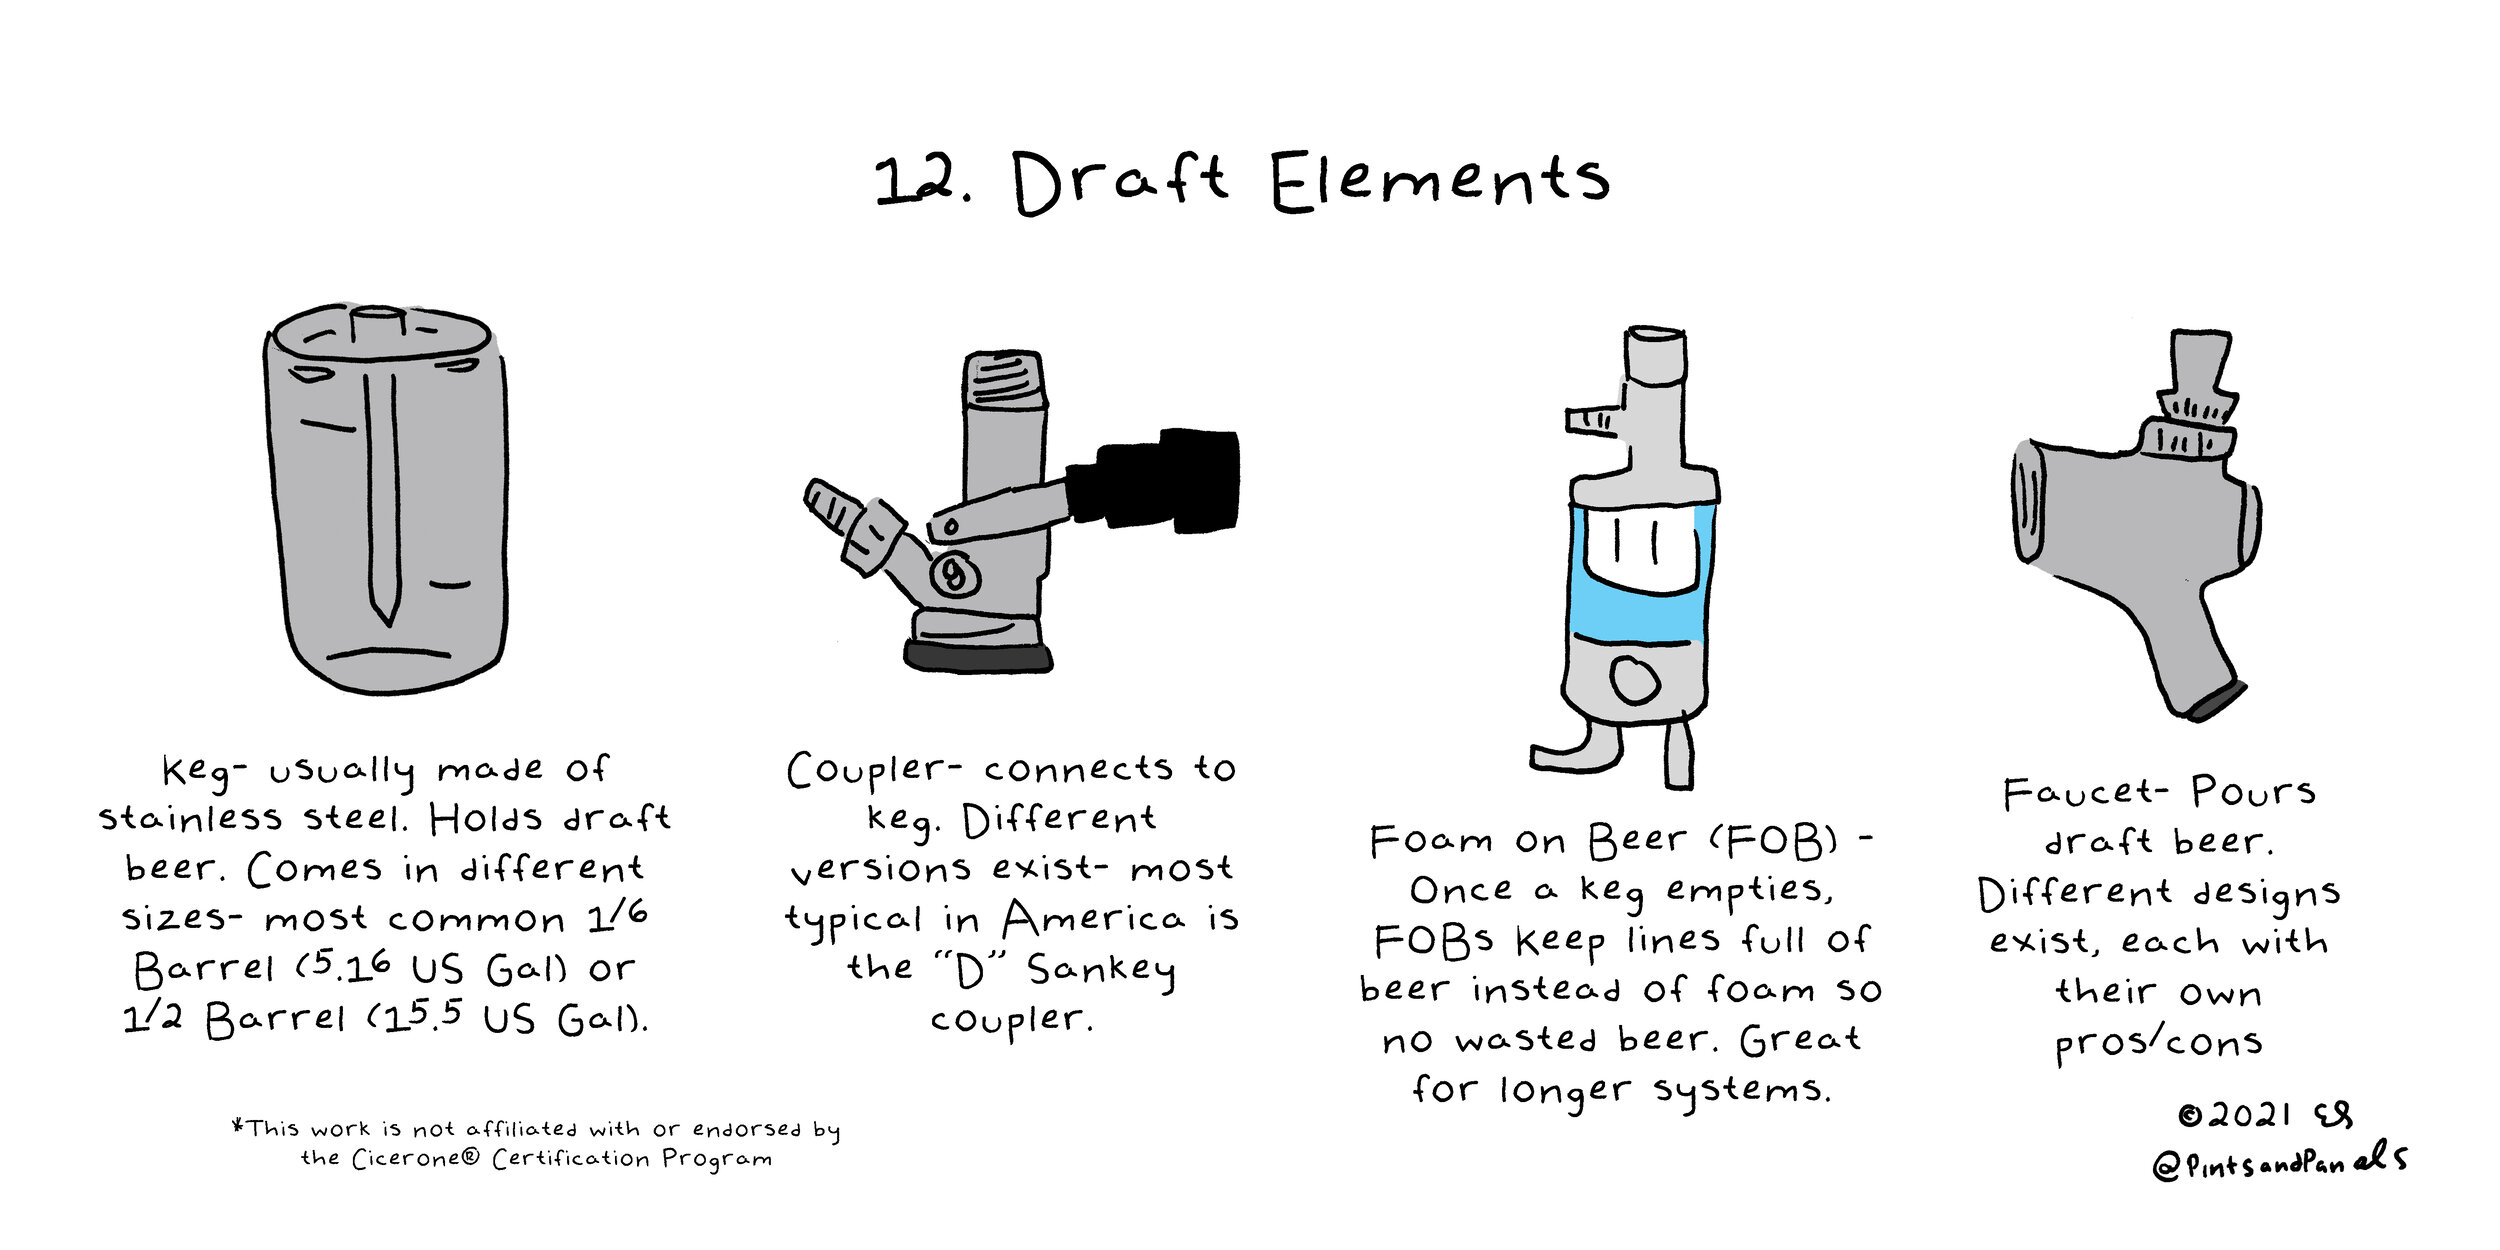 12. Draft Elements
Keg- usually made of
stainless steel. Holds draft
beer. Comes in different
sizes- most common 1/6
Barrel (5.16 US Gal) or
1/2 Barrel (15.5 US Gal).
Coupler- connects to
keg. Different
versions exist- most
typical in America is
the "D" Sankey
coupler.
Foam on Beer (FOB) -
Once a keg empties,
FOBs keep lines full of
beer instead of foam so
no wasted beer. Great
for longer systems.
Faucet- Pours
draft beer.
Different designs
exist, each with
their own
pros/cons
*This work is not affiliated with or endorsed by
the Cicerone® Certification Program
©2021 ES
@PintsandPanels